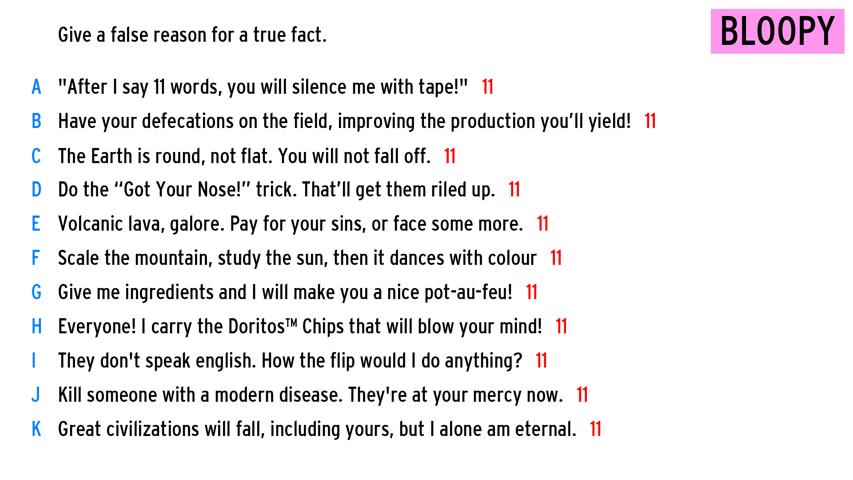 Give a false reason for a true fact.
BLOOPY
A "After I say 11 words, you will silence me with tape!" 11
B Have your defecations on the field, improving the production you'll yield! 11
C The Earth is round, not flat. You will not fall off. 11
D Do the “Got Your Nose!” trick. That'll get them riled up. 11
E Volcanic lava, galore. Pay for your sins, or face some more. 11
F Scale the mountain, study the sun, then it dances with colour 11
G Give me ingredients and I will make you a nice pot-au-feu! 11
H Everyone! I carry the Doritos™ Chips that will blow your mind! 11
I They don't speak english. How the flip would I do anything? 11
J Kill someone with a modern disease. They're at your mercy now. 11
K Great civilizations will fall, including yours, but I alone am eternal. 11